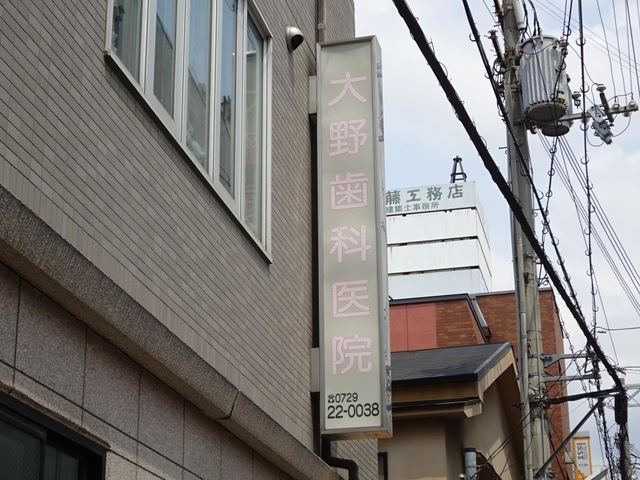 大野歯科医院
☎0729
22-0038
藤工務店
建築士事務所